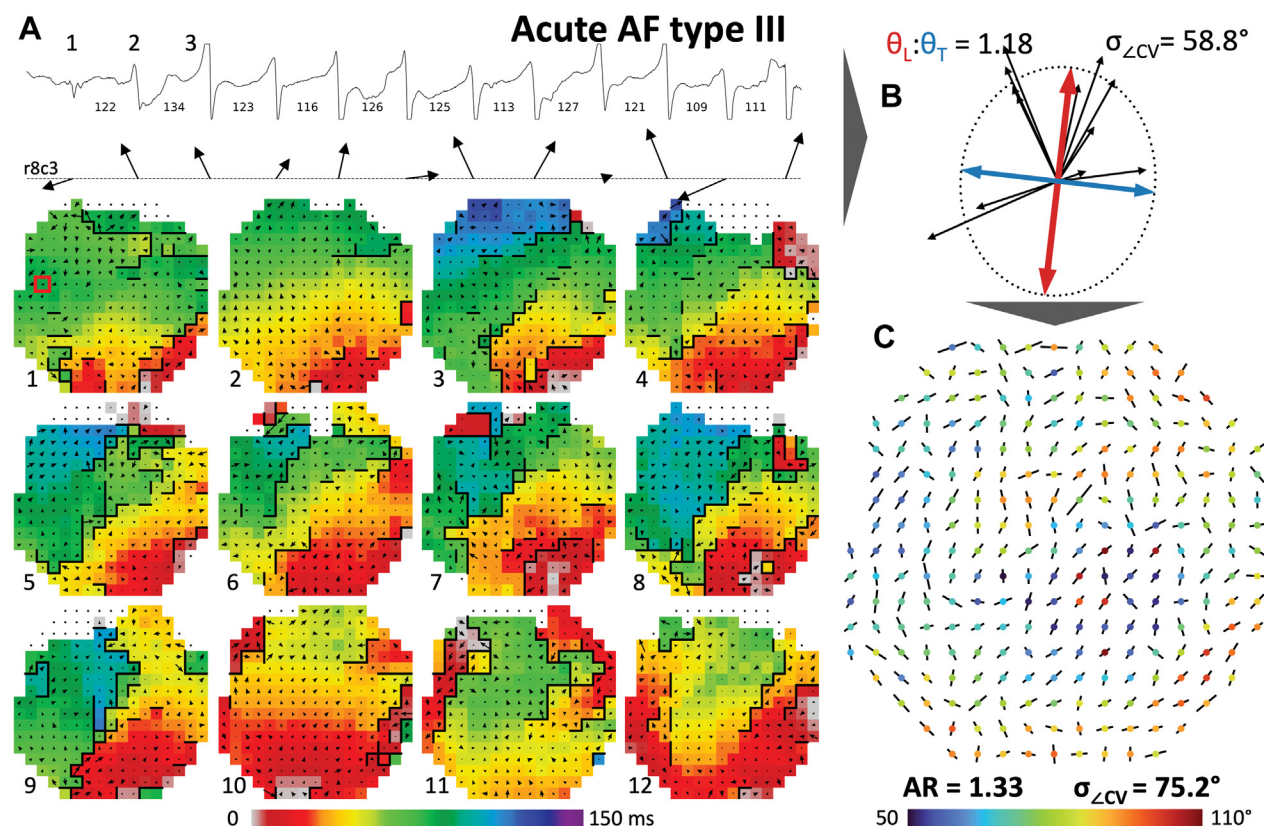 A
Acute AF type III
1 2 3
122 134 123 116 126 125 113 127 121 109 111
r8c3
1 2 3 4
5 6 7 8
9 10 11 12
0 150 ms
θL:θT = 1.18 σ∠CV = 58.8°
B
C
AR = 1.33 σ∠CV = 75.2°
50 110°